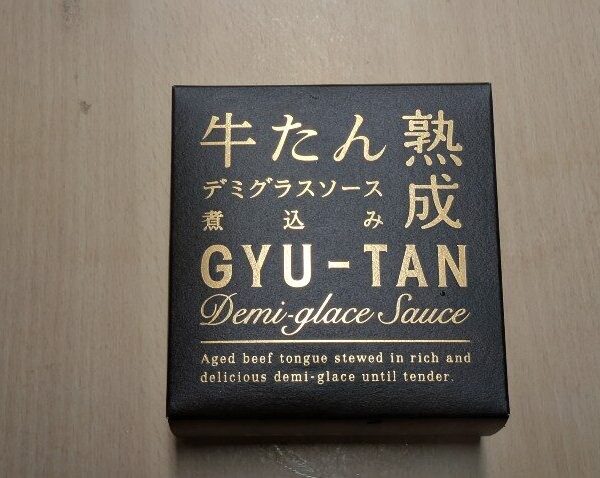 牛たん熟成
デミグラスソース
煮込み
GYU-TAN
Demi-glace Sauce
Aged beef tongue stewed in rich and
delicious demi-glace until tender.